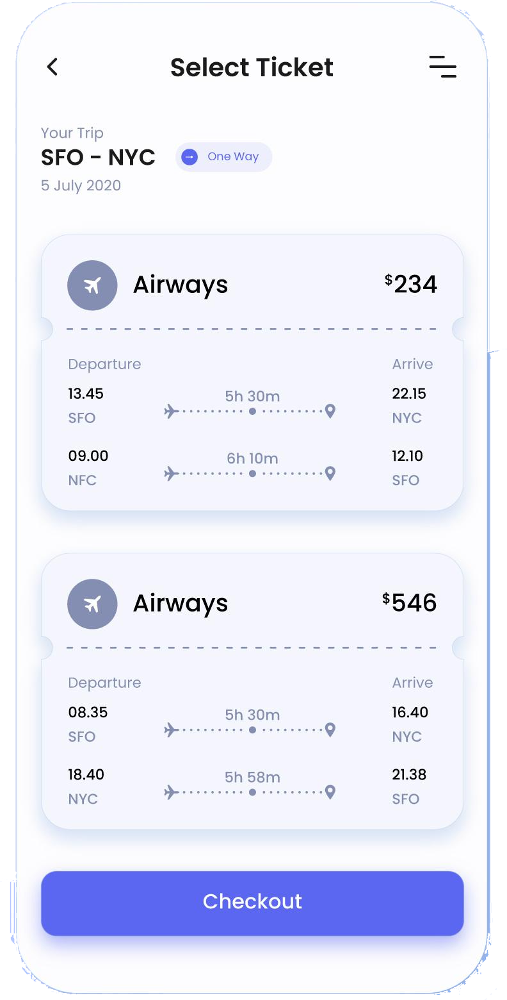 Select Ticket
Your Trip
SFO - NYC
One Way
5 July 2020
Airways
$234
Departure
Arrive
13.45
5h 30m
22.15
SFO
NYC
09.00
6h 10m
12.10
NFC
SFO
Airways
$546
Departure
Arrive
08.35
5h 30m
16.40
SFO
NYC
18.40
5h 58m
21.38
NYC
SFO
Checkout